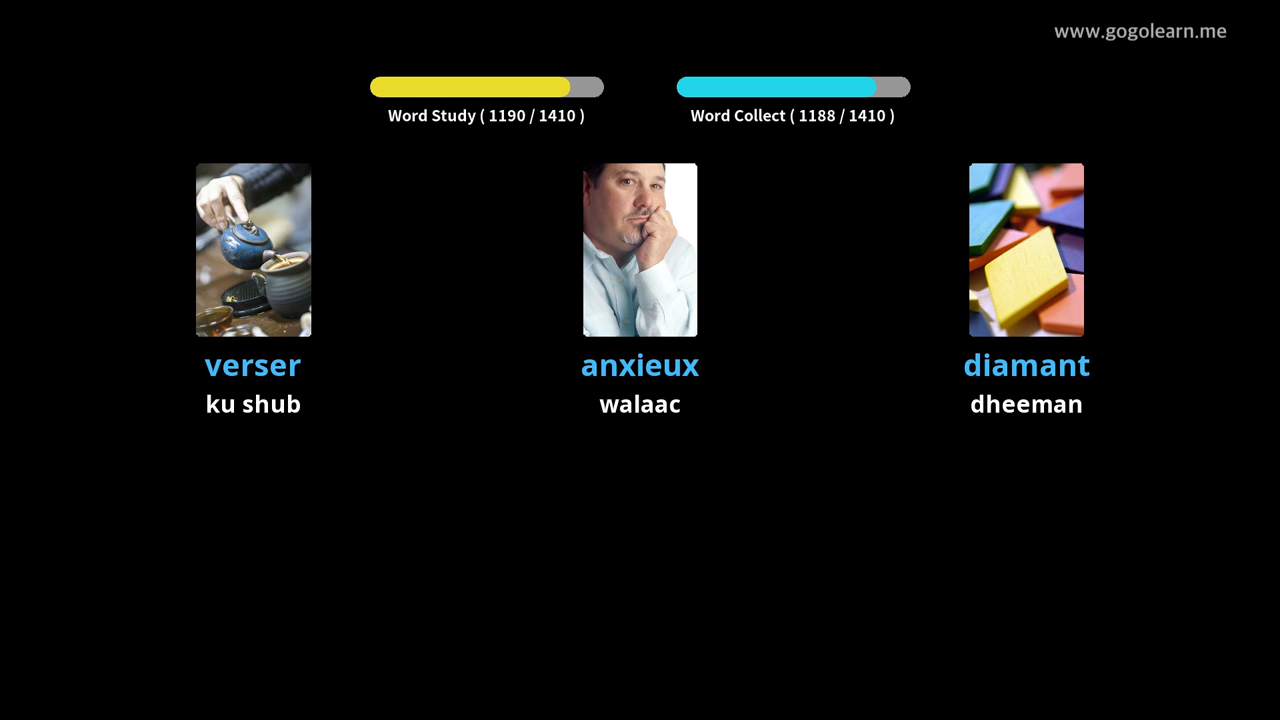 www.gogolearn.me
Word Study ( 1190 / 1410 )
Word Collect ( 1188 / 1410 )
verser
anxieux
diamant
ku shub
walaac
dheeman